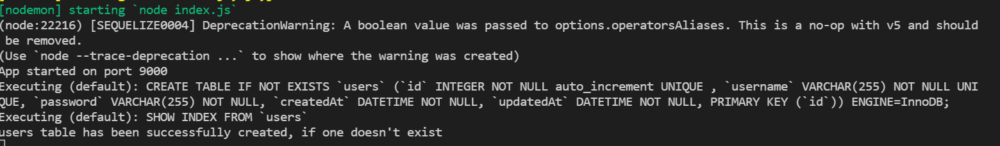 [nodemon] starting `node index.js`
(node:22216) [SEQUELIZE0004] DeprecationWarning: A boolean value was passed to options.operatorsAliases. This is a no-op with v5 and should
 be removed.
(Use `node --trace-deprecation ...` to show where the warning was created)
App started on port 9000
Executing (default): CREATE TABLE IF NOT EXISTS `users` (`id` INTEGER NOT NULL auto_increment UNIQUE , `username` VARCHAR(255) NOT NULL UNI
QUE, `password` VARCHAR(255) NOT NULL, `createdAt` DATETIME NOT NULL, `updatedAt` DATETIME NOT NULL, PRIMARY KEY (`id`)) ENGINE=InnoDB;
Executing (default): SHOW INDEX FROM `users`
users table has been successfully created, if one doesn't exist